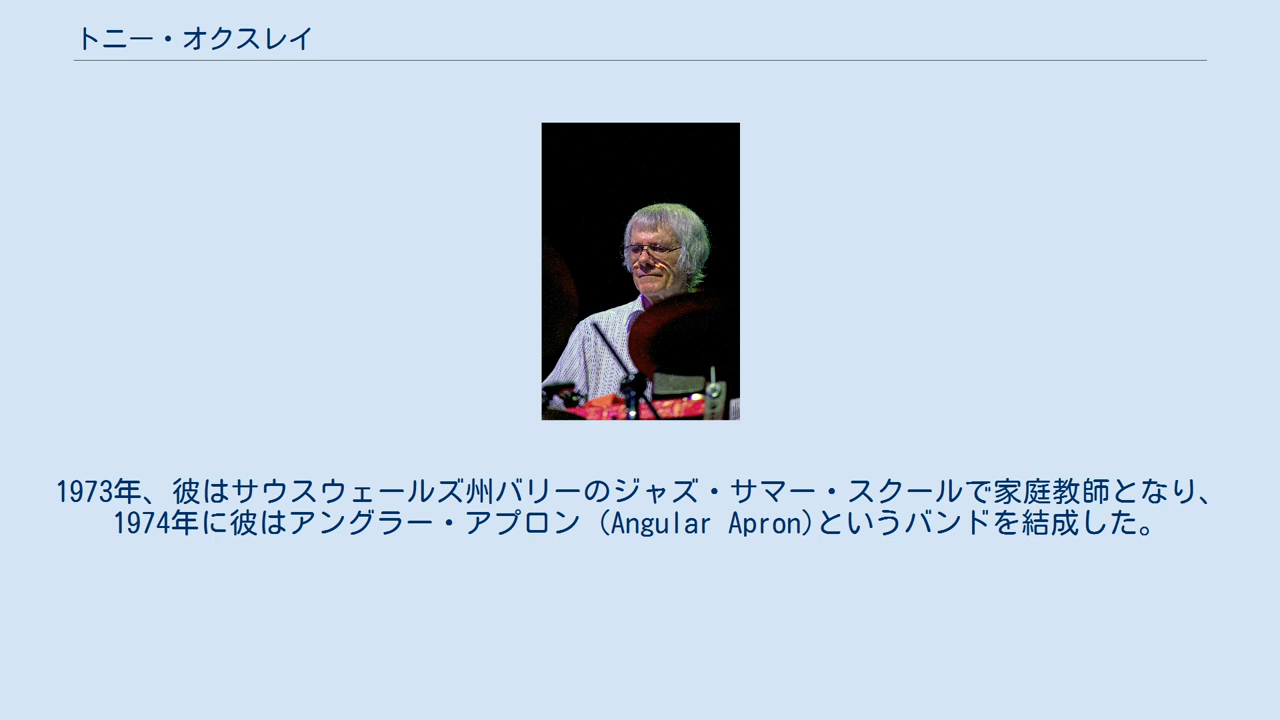 トニー・オクスレイ
1973年、彼はサウスウェールズ州バリーのジャズ・サマー・スクールで家庭教師となり、
1974年に彼はアングラー・アプロン (Angular Apron)というバンドを結成した。